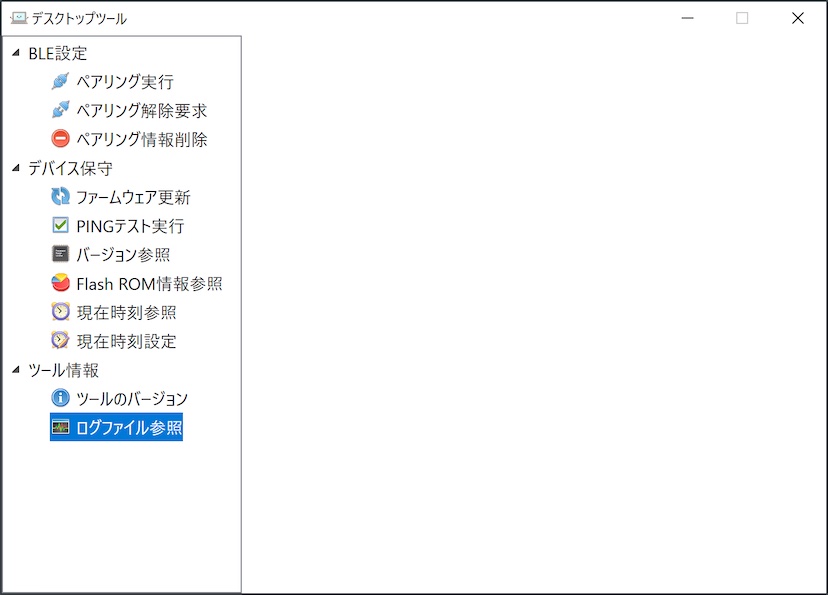 デスクトップツール
BLE設定
ペアリング実行
ペアリング解除要求
ペアリング情報削除
デバイス保守
ファームウェア更新
PINGテスト実行
バージョン参照
Flash ROM情報参照
現在時刻参照
現在時刻設定
ツール情報
ツールのバージョン
ログファイル参照